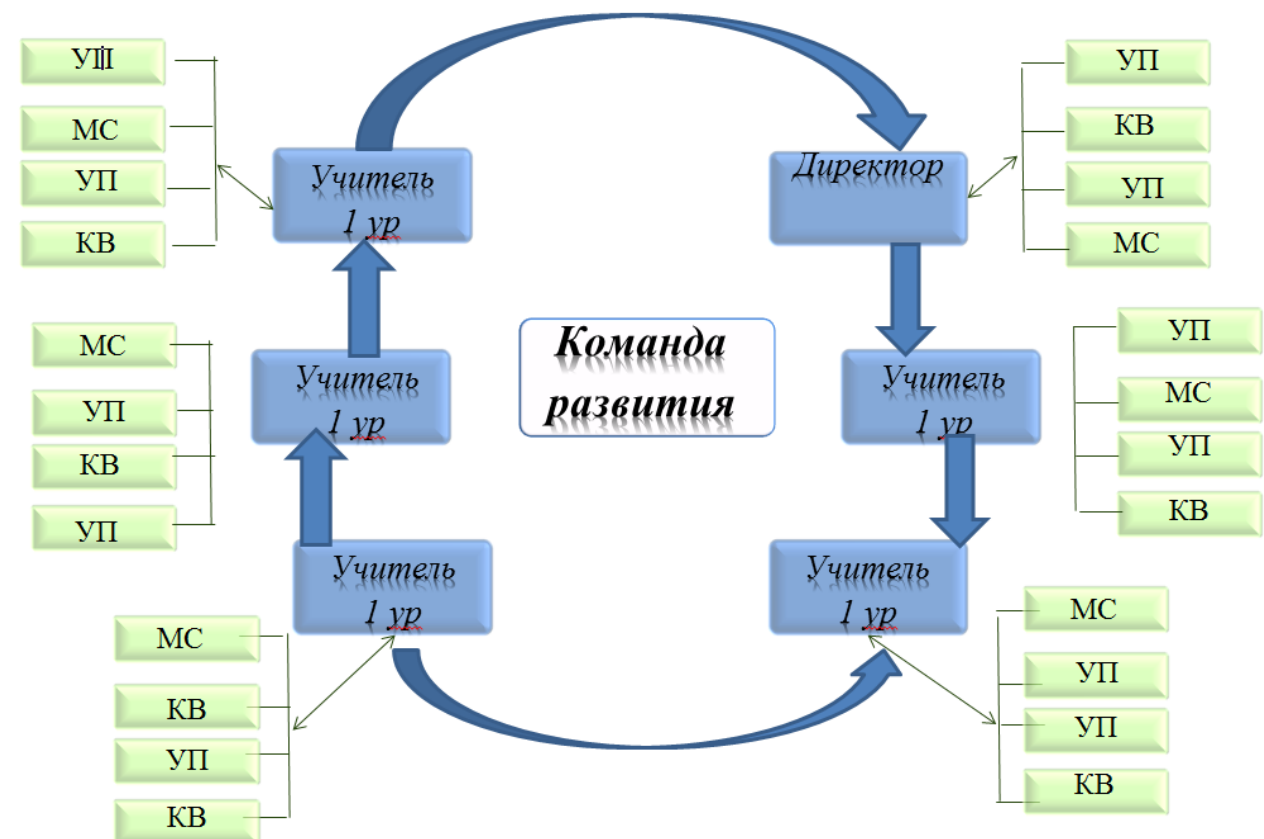 УП
МС
УП
КВ
Учитель
1 ур
Директор
УП
КВ
УП
МС
МС
УП
КВ
УП
Учитель
1 ур
Команда
развития
Учитель
1 ур
УП
МС
УП
КВ
МС
КВ
УП
КВ
Учитель
1 ур
Учитель
1 ур
МС
УП
УП
КВ